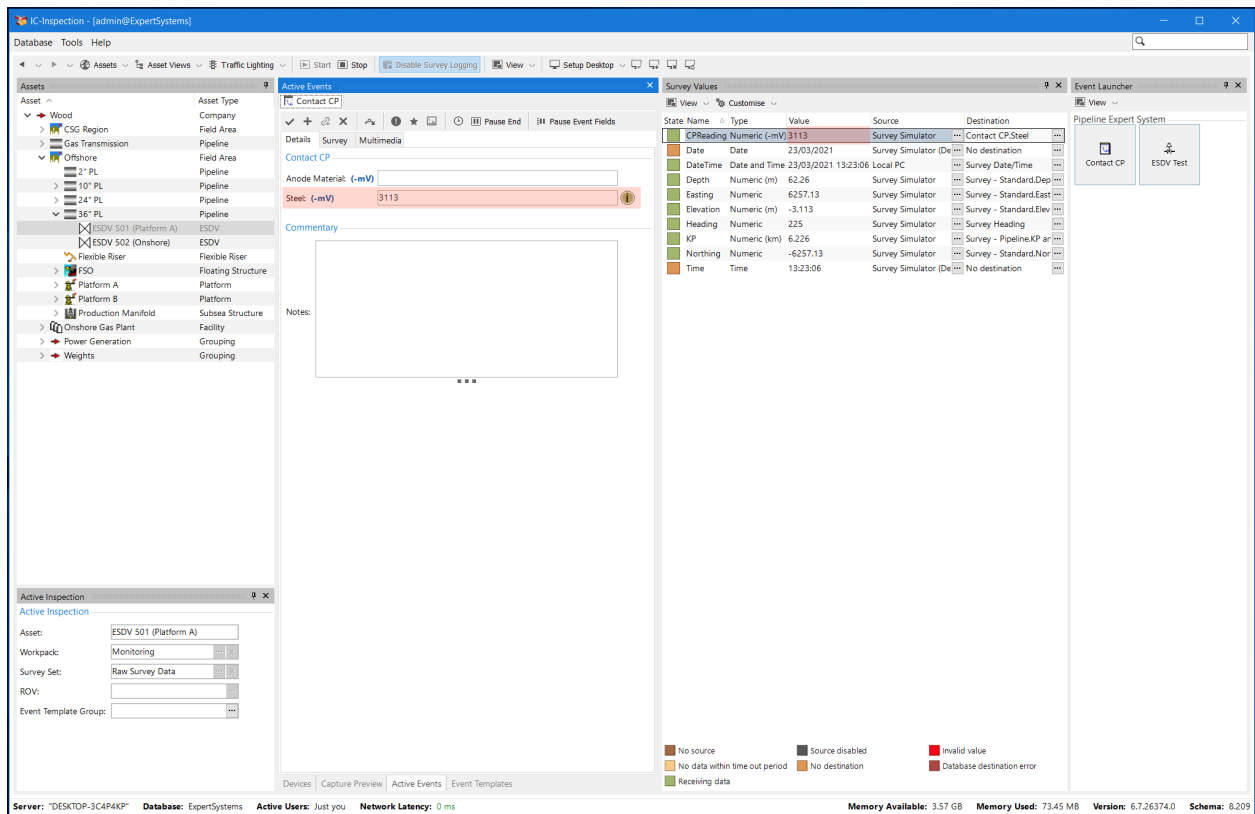 IC-Inspection - [admin@ExpertSystems]
Database Tools Help
Assets Asset Views Traffic Lighting Start Stop Disable Survey Logging View Setup Desktop
Assets
Asset Asset Type
Wood Company
CSG Region Field Area
Gas Transmission Pipeline
Offshore Field Area
2" PL Pipeline
10" PL Pipeline
24" PL Pipeline
36" PL Pipeline
ESDV 501 (Platform A) ESDV
ESDV 502 (Onshore) ESDV
Flexible Riser Flexible Riser
FSO Floating Structure
Platform A Platform
Platform B Platform
Production Manifold Subsea Structure
Onshore Gas Plant Facility
Power Generation Grouping
Weights Grouping
Active Inspection
Active Inspection
Asset: ESDV 501 (Platform A)
Workpack: Monitoring
Survey Set: Raw Survey Data
ROV:
Event Template Group:
Active Events
Contact CP
Pause End Pause Event Fields
Details Survey Multimedia
Contact CP
Anode Material: (-mV)
Steel: (-mV) 3113
Commentary
Notes:
Devices Capture Preview Active Events Event Templates
Survey Values
View Customise
State Name Type Value Source Destination
CPReading Numeric (-mV) 3113 Survey Simulator ... Contact CP.Steel ...
Date Date 23/03/2021 Survey Simulator (De ... No destination ...
DateTime Date and Time 23/03/2021 13:23:06 Local PC ... Survey Date/Time ...
Depth Numeric (m) 62.26 Survey Simulator ... Survey - Standard.Dep ...
Easting Numeric 6257.13 Survey Simulator ... Survey - Standard.East ...
Elevation Numeric (m) -3.113 Survey Simulator ... Survey - Standard.Elev ...
Heading Numeric 225 Survey Simulator ... Survey Heading ...
KP Numeric (km) 6.226 Survey Simulator ... Survey - Pipeline.KP ar ...
Northing Numeric -6257.13 Survey Simulator ... Survey - Standard.Nor ...
Time Time 13:23:06 Survey Simulator (De ... No destination ...
No source Source disabled Invalid value
No data within time out period No destination Database destination error
Receiving data
Event Launcher
View
Pipeline Expert System
Contact CP ESDV Test
Server: "DESKTOP-3C4P4KP" Database: ExpertSystems Active Users: Just you Network Latency: 0 ms Memory Available: 3.57 GB Memory Used: 73.45 MB Version: 6.7.26374.0 Schema: 8.209